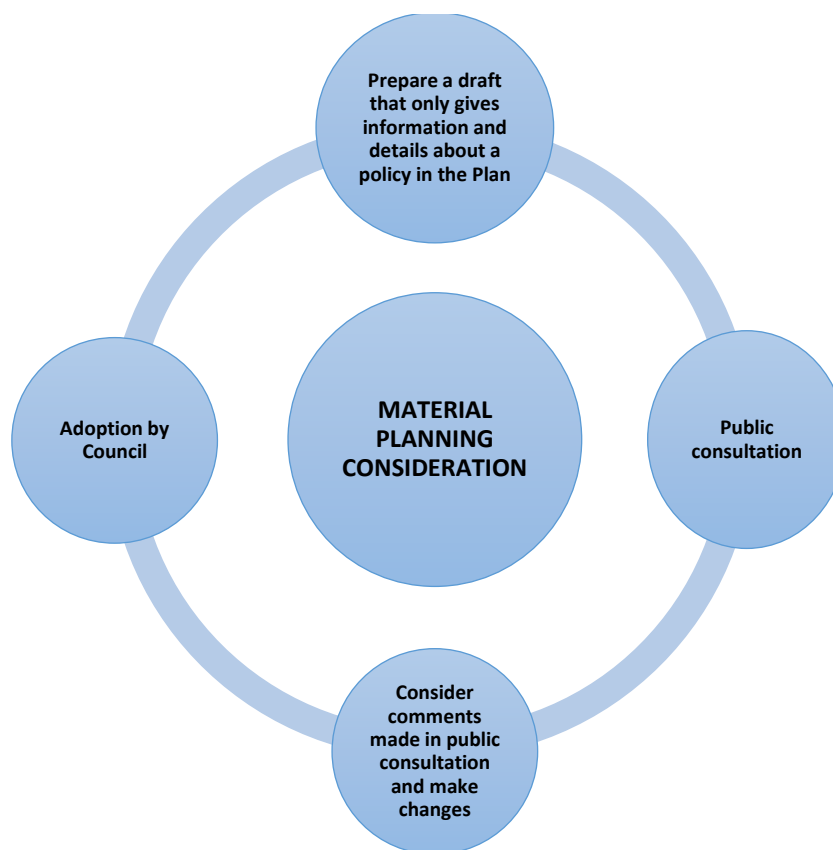 Prepare a draft
that only gives
information and
details about a
policy in the Plan
Adoption by
Council
MATERIAL
PLANNING
CONSIDERATION
Public
consultation
Consider
comments
made in public
consultation
and make
changes